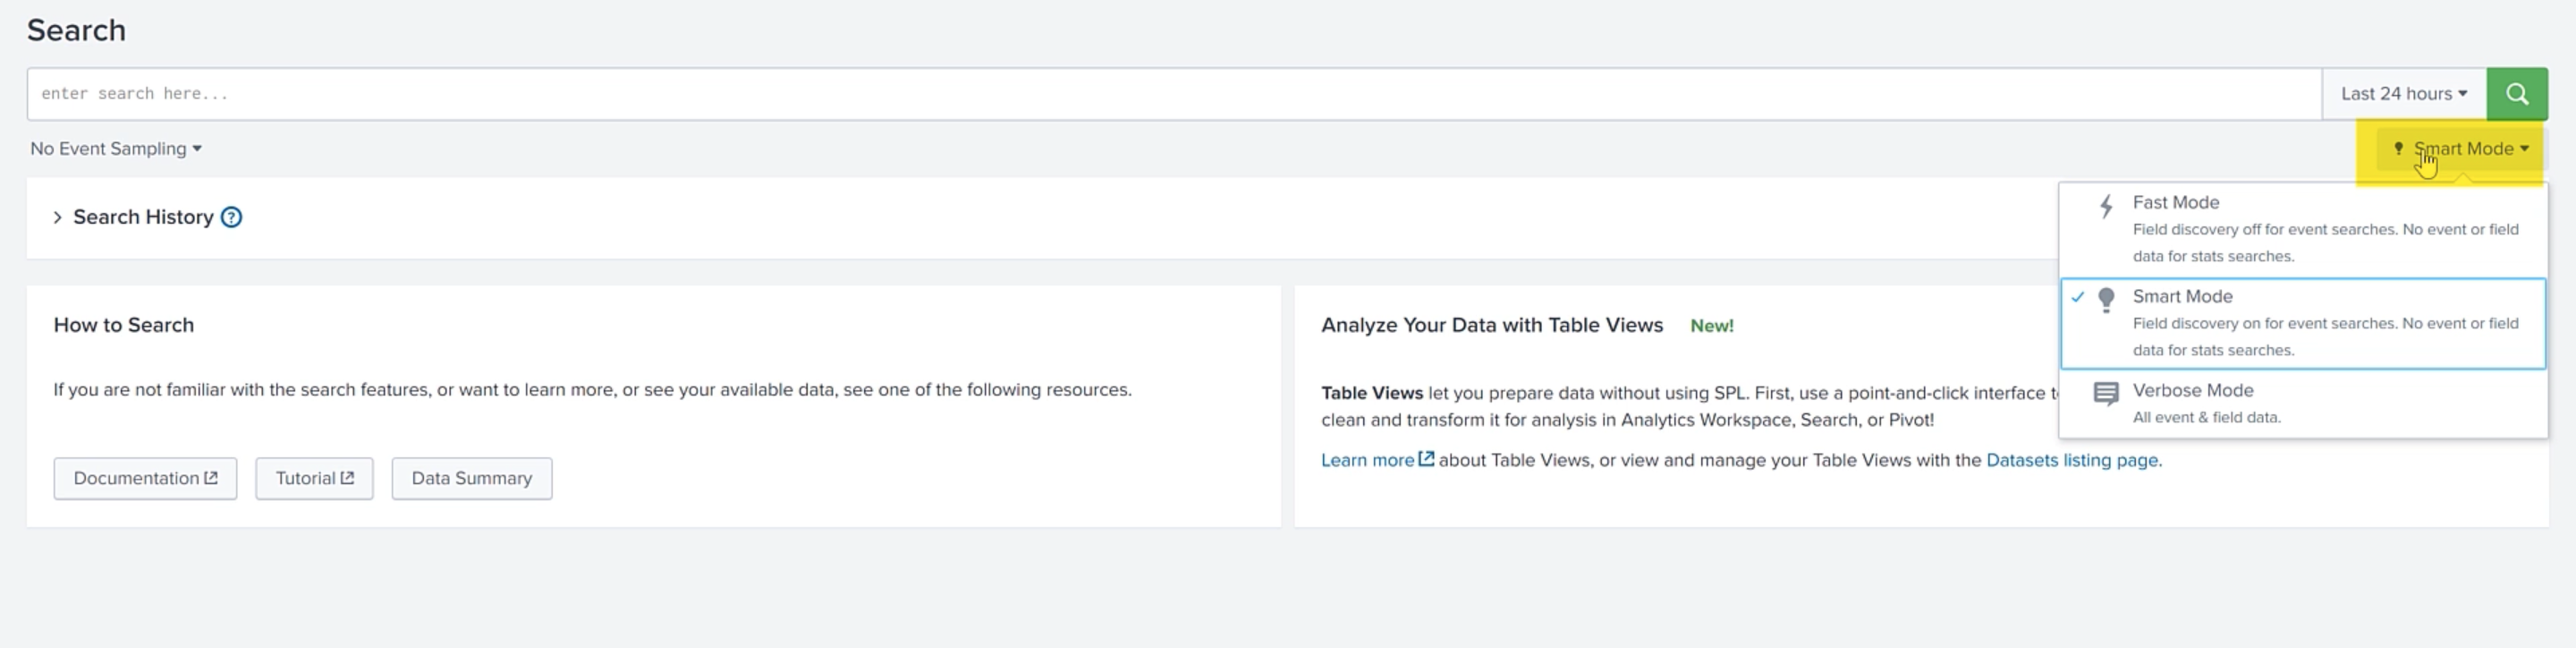 Search
enter search here...
Last 24 hours
No Event Sampling
Smart Mode
Search History ?
Fast Mode
Field discovery off for event searches. No event or field
data for stats searches.
Smart Mode
Field discovery on for event searches. No event or field
data for stats searches.
Verbose Mode
All event & field data.
How to Search
If you are not familiar with the search features, or want to learn more, or see your available data, see one of the following resources.
Documentation
Tutorial
Data Summary
Analyze Your Data with Table Views New!
Table Views let you prepare data without using SPL. First, use a point-and-click interface
clean and transform it for analysis in Analytics Workspace, Search, or Pivot!
Learn more about Table Views, or view and manage your Table Views with the Datasets listing page.